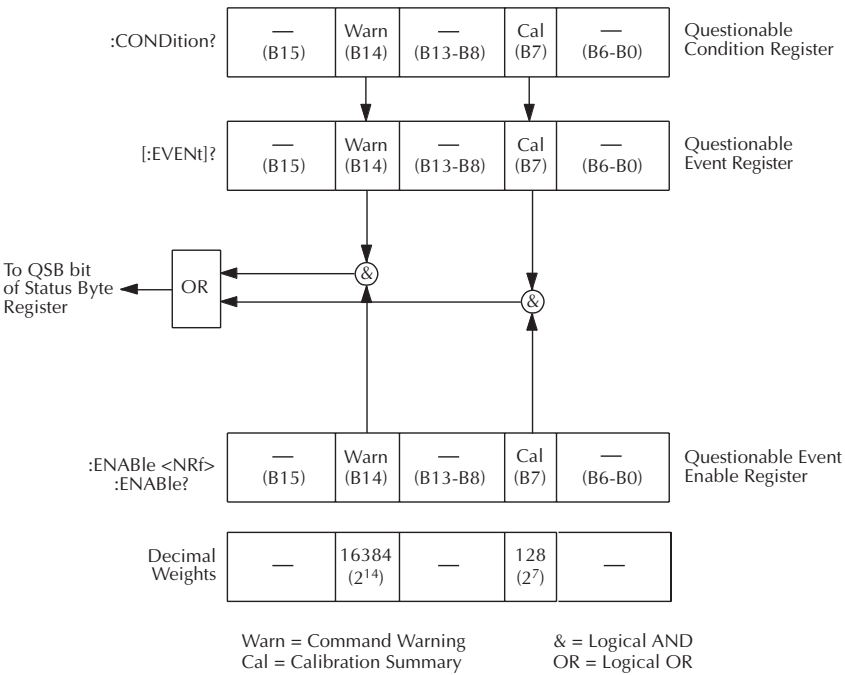 :CONDition?
—
(B15)
Warn
(B14)
—
(B13-B8)
Cal
(B7)
—
(B6-B0)
Questionable
Condition Register
[:EVENt]?
—
(B15)
Warn
(B14)
—
(B13-B8)
Cal
(B7)
—
(B6-B0)
Questionable
Event Register
To QSB bit
of Status Byte
Register
OR
&
&
:ENABle <NRf>
:ENABle?
—
(B15)
Warn
(B14)
—
(B13-B8)
Cal
(B7)
—
(B6-B0)
Questionable Event
Enable Register
Decimal
Weights
—
16384
(2¹⁴)
—
128
(2⁷)
—
Warn = Command Warning
Cal = Calibration Summary
& = Logical AND
OR = Logical OR